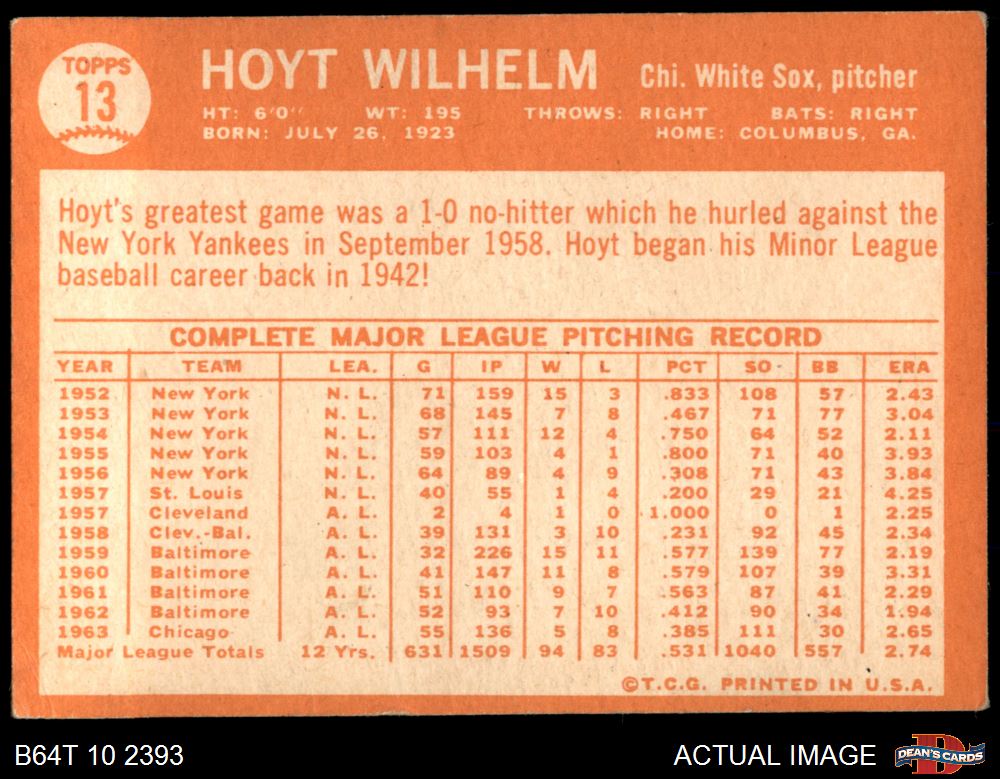 TOPPS
13
HOYT WILHELM Chi. White Sox, pitcher
HT: 6'0'' WT: 195 THROWS: RIGHT BATS: RIGHT
BORN: JULY 26, 1923 HOME: COLUMBUS, GA.
Hoyt's greatest game was a 1-0 no-hitter which he hurled against the
New York Yankees in September 1958. Hoyt began his Minor League
baseball career back in 1942!
COMPLETE MAJOR LEAGUE PITCHING RECORD
YEAR TEAM LEA. G IP W L PCT SO BB ERA
1952 New York N. L. 71 159 15 3 .833 108 57 2.43
1953 New York N. L. 68 145 7 8 .467 71 77 3.04
1954 New York N. L. 57 111 12 4 .750 64 52 2.11
1955 New York N. L. 59 103 4 1 .800 71 40 3.93
1956 New York N. L. 64 89 4 9 .308 71 43 3.84
1957 St. Louis N. L. 40 55 1 4 .200 29 21 4.25
1957 Cleveland A. L. 2 4 1 0 1.000 0 1 2.25
1958 Clev.-Bal. A. L. 39 131 3 10 .231 92 45 2.34
1959 Baltimore A. L. 32 226 15 11 .577 139 77 2.19
1960 Baltimore A. L. 41 147 11 8 .579 107 39 3.31
1961 Baltimore A. L. 51 110 9 7 .563 87 41 2.29
1962 Baltimore A. L. 52 93 7 10 .412 90 34 1.94
1963 Chicago A. L. 55 136 5 8 .385 111 30 2.65
Major League Totals 12 Yrs. 631 1509 94 83 .531 1040 557 2.74
©T.C.G. PRINTED IN U.S.A.
B64T 10 2393 ACTUAL IMAGE
D
DEAN'S CARDS